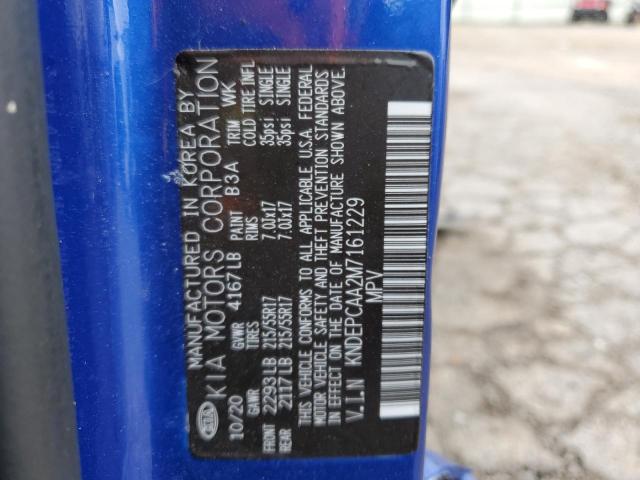 MANUFACTURED IN KOREA BY
KIA KIA MOTORS CORPORATION
10/20 GVWR 4167LB PAINT B3A TRIM WK
GAWR TIRES RIMS COLD TIRE INFL
FRONT 2293LB 215/55R17 7.0JX17 35psi SINGLE
REAR 2117LB 215/55R17 7.0JX17 35psi SINGLE
THIS VEHICLE CONFORMS TO ALL APPLICABLE U.S.A. FEDERAL
MOTOR VEHICLE SAFETY AND THEFT PREVENTION STANDARDS
IN EFFECT ON THE DATE OF MANUFACTURE SHOWN ABOVE.
V.I.N KNDEPCAA2M7161229
MPV